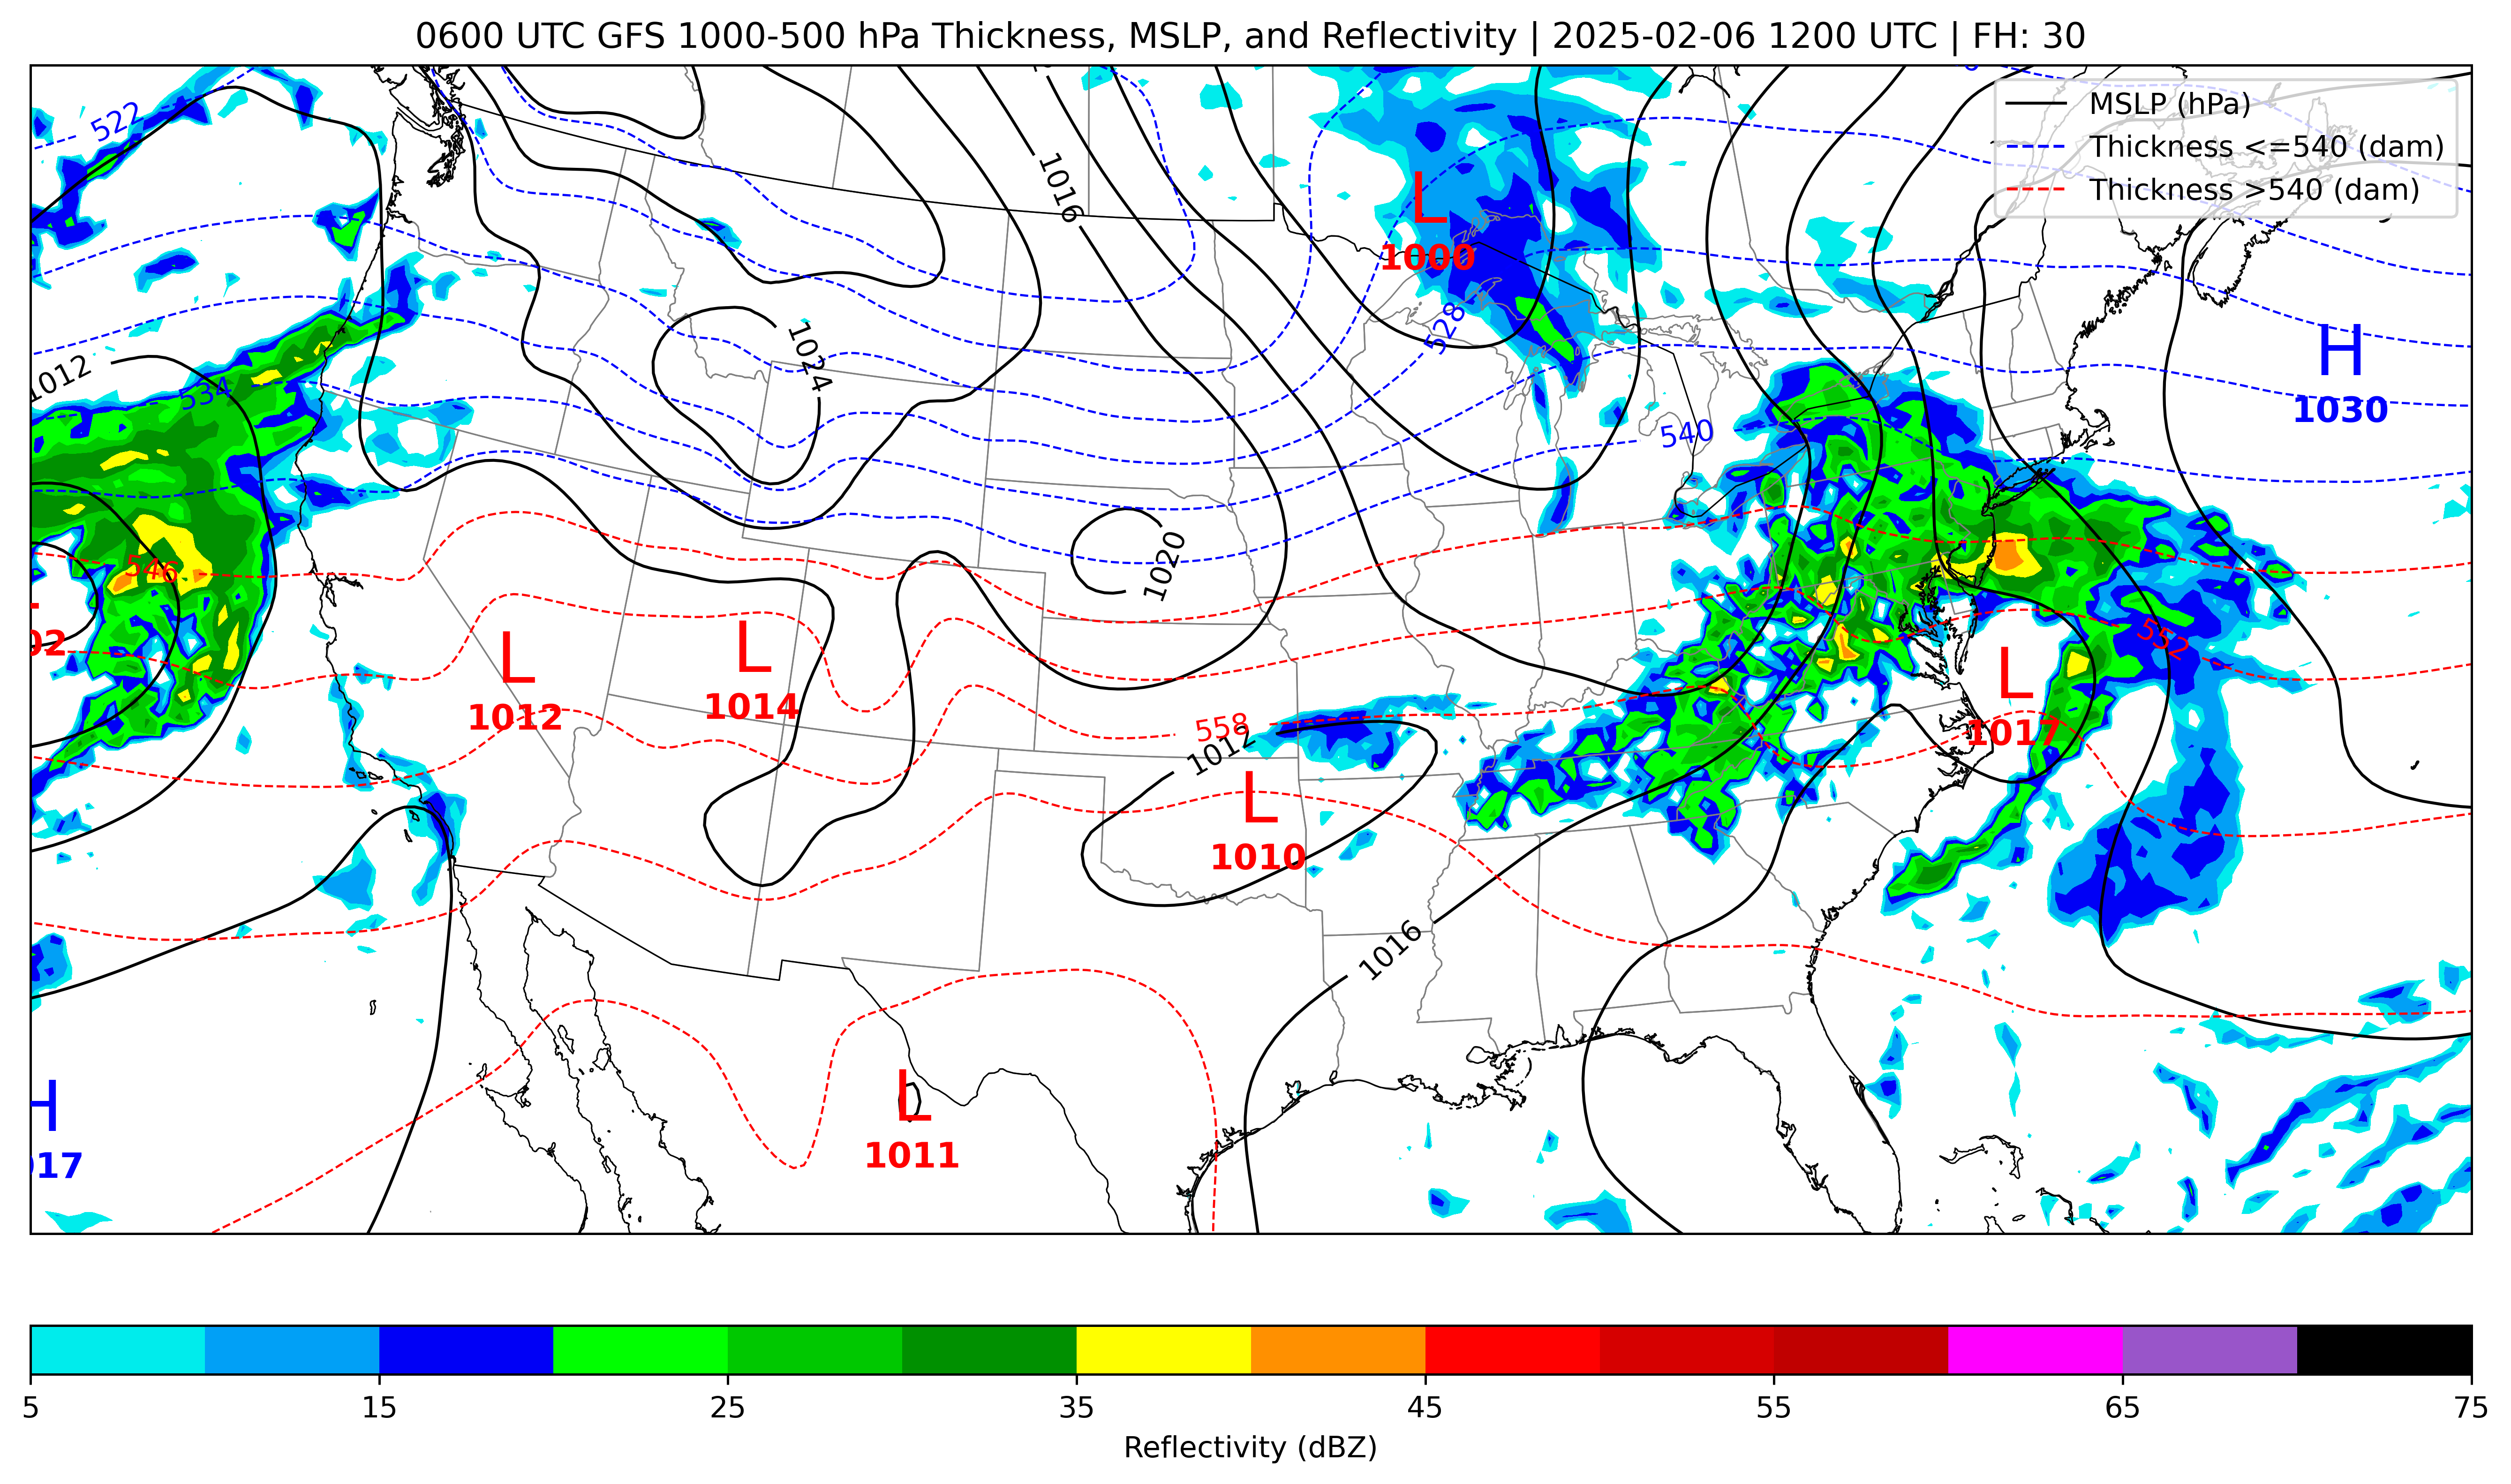 0600 UTC GFS 1000-500 hPa Thickness, MSLP, and Reflectivity | 2025-02-06 1200 UTC | FH: 30
MSLP (hPa)
Thickness <=540 (dam)
Thickness >540 (dam)
522
1016
L
1000
528
1024
H
1030
1012
534
540
1020
546
02
L
1012
L
1014
552
L
1017
558
1012
L
1010
1016
L
1011
H
17
5 15 25 35 45 55 65 75
Reflectivity (dBZ)